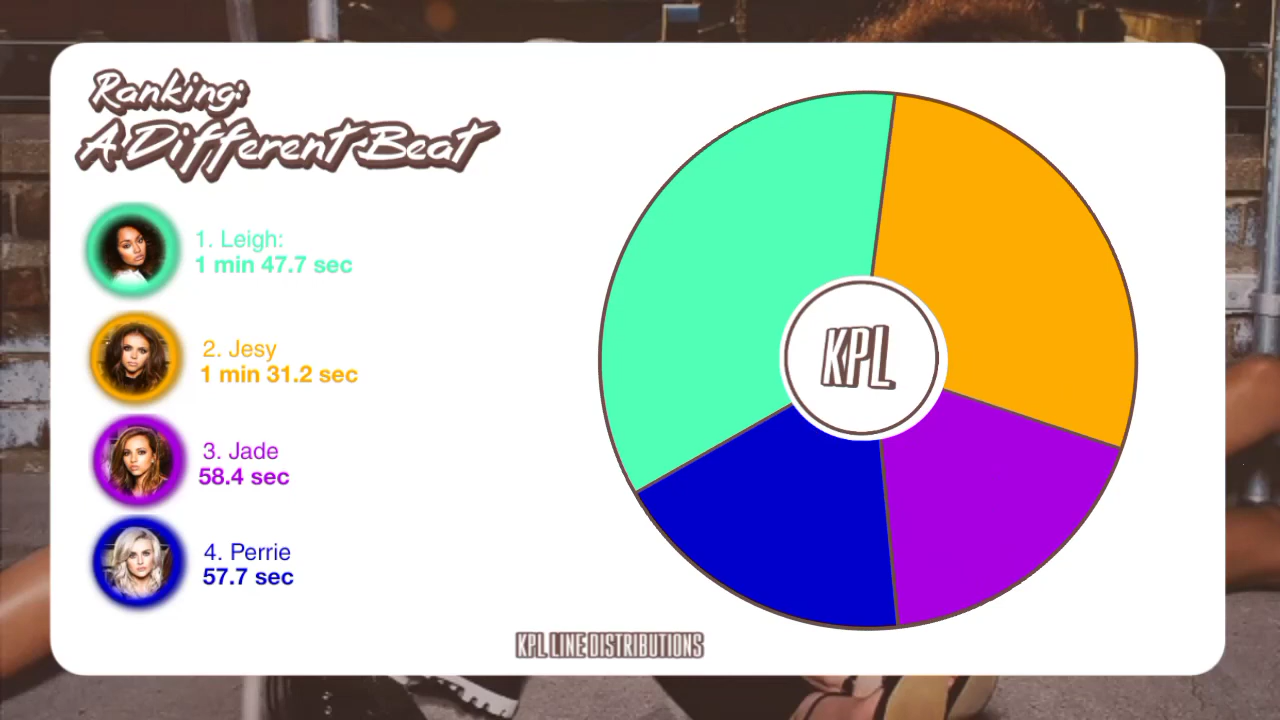 Ranking:
A Different Beat
1. Leigh:
1 min 47.7 sec
2. Jesy
1 min 31.2 sec
3. Jade
58.4 sec
4. Perrie
57.7 sec
KPL
KPL LINE DISTRIBUTIONS